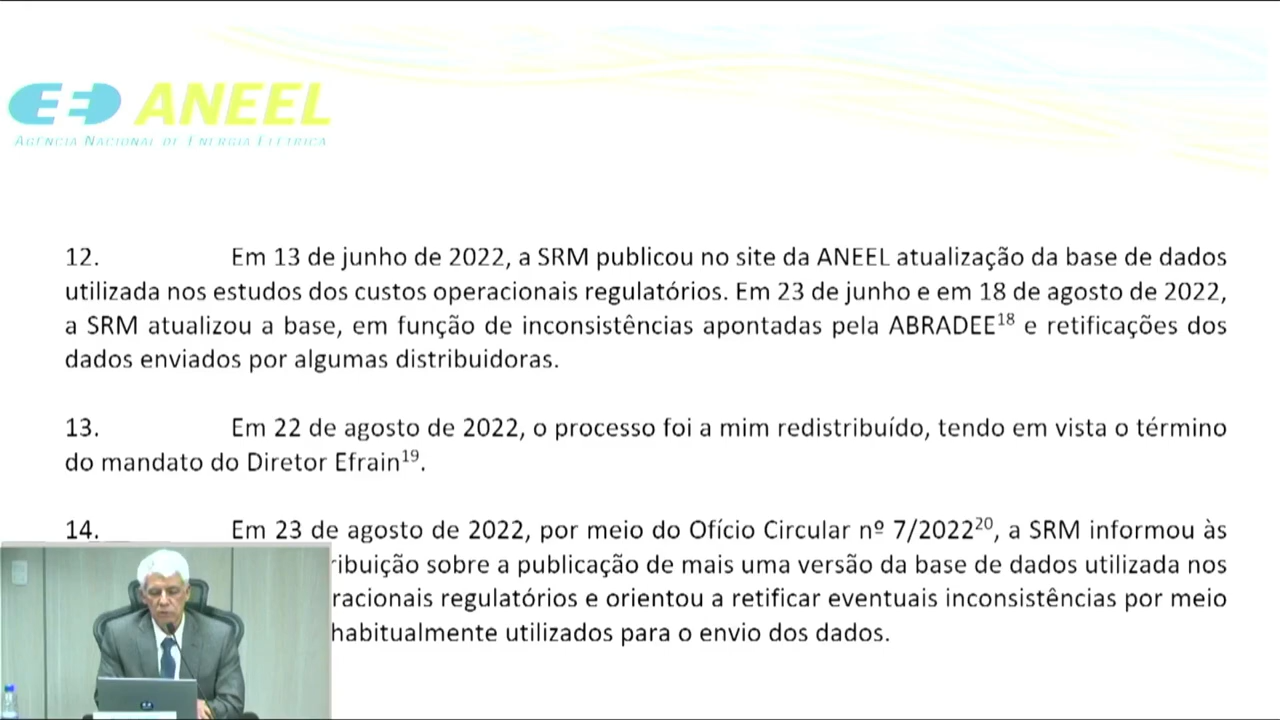 ANEEL
AGÊNCIA NACIONAL DE ENERGIA ELÉTRICA
12. Em 13 de junho de 2022, a SRM publicou no site da ANEEL atualização da base de dados
utilizada nos estudos dos custos operacionais regulatórios. Em 23 de junho e em 18 de agosto de 2022,
a SRM atualizou a base, em função de inconsistências apontadas pela ABRADEE18 e retificações dos
dados enviados por algumas distribuidoras.
13. Em 22 de agosto de 2022, o processo foi a mim redistribuído, tendo em vista o término
do mandato do Diretor Efrain19.
14. Em 23 de agosto de 2022, por meio do Ofício Circular nº 7/202220, a SRM informou às
ribuição sobre a publicação de mais uma versão da base de dados utilizada nos
racionais regulatórios e orientou a retificar eventuais inconsistências por meio
habitualmente utilizados para o envio dos dados.